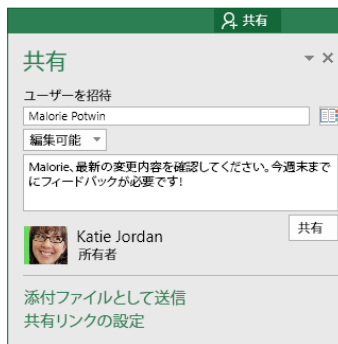 共有
共有
ユーザーを招待
Malorie Potwin
編集可能
Malorie、最新の変更内容を確認してください。今週末まで
にフィードバックが必要です!
共有
Katie Jordan
所有者
添付ファイルとして送信
共有リンクの設定